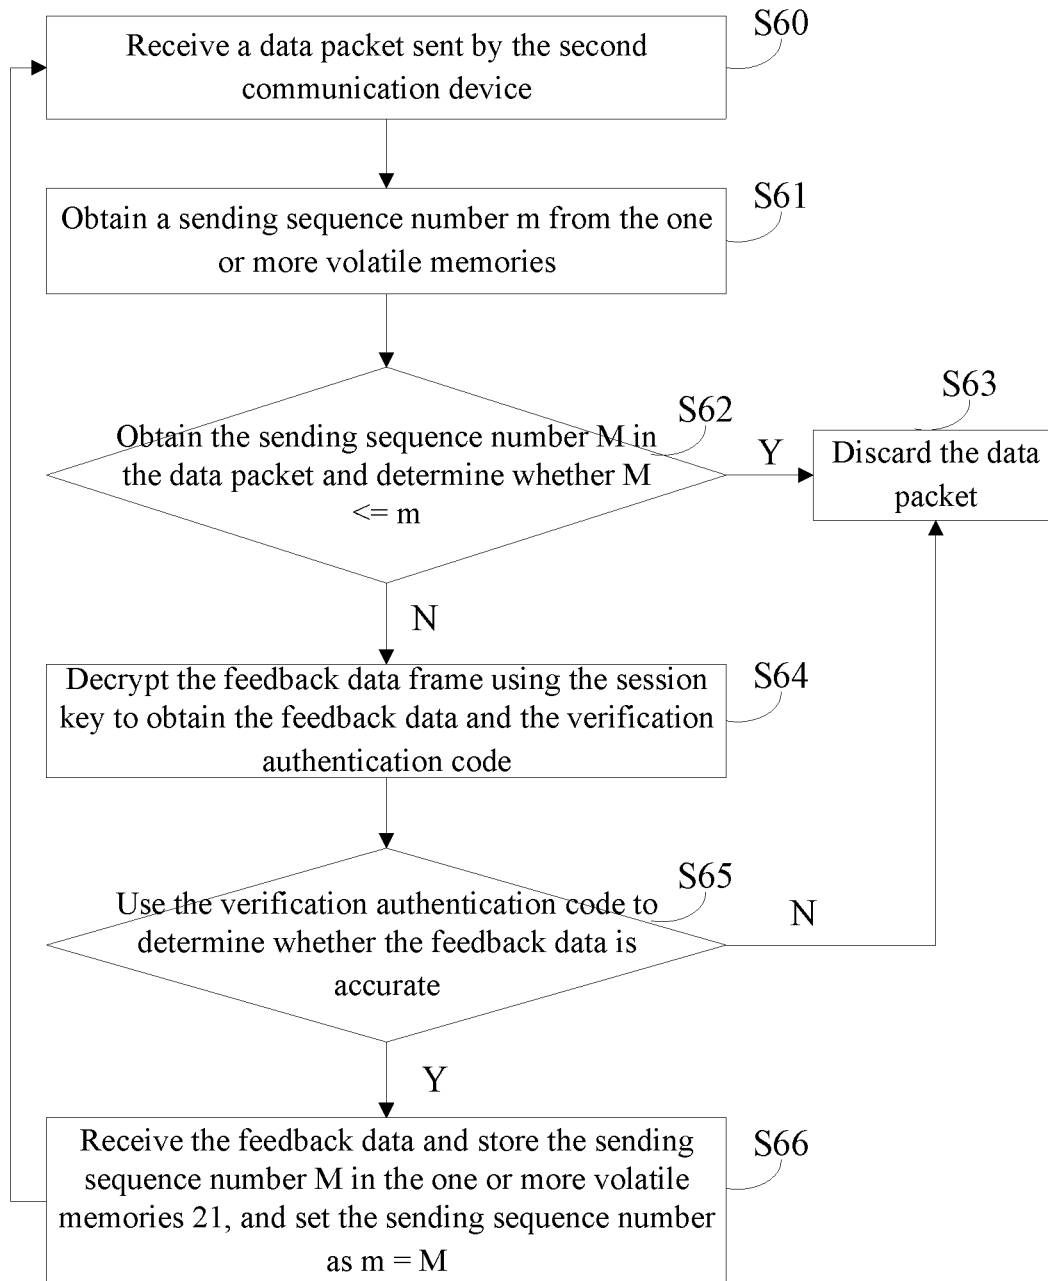 S60
Receive a data packet sent by the second
communication device
S61
Obtain a sending sequence number m from the one
or more volatile memories
S62
Obtain the sending sequence number M in
the data packet and determine whether M
<= m
Y
S63
Discard the data
packet
N
S64
Decrypt the feedback data frame using the session
key to obtain the feedback data and the verification
authentication code
S65
Use the verification authentication code to
determine whether the feedback data is
accurate
N
Y
S66
Receive the feedback data and store the sending
sequence number M in the one or more volatile
memories 21, and set the sending sequence number
as m = M